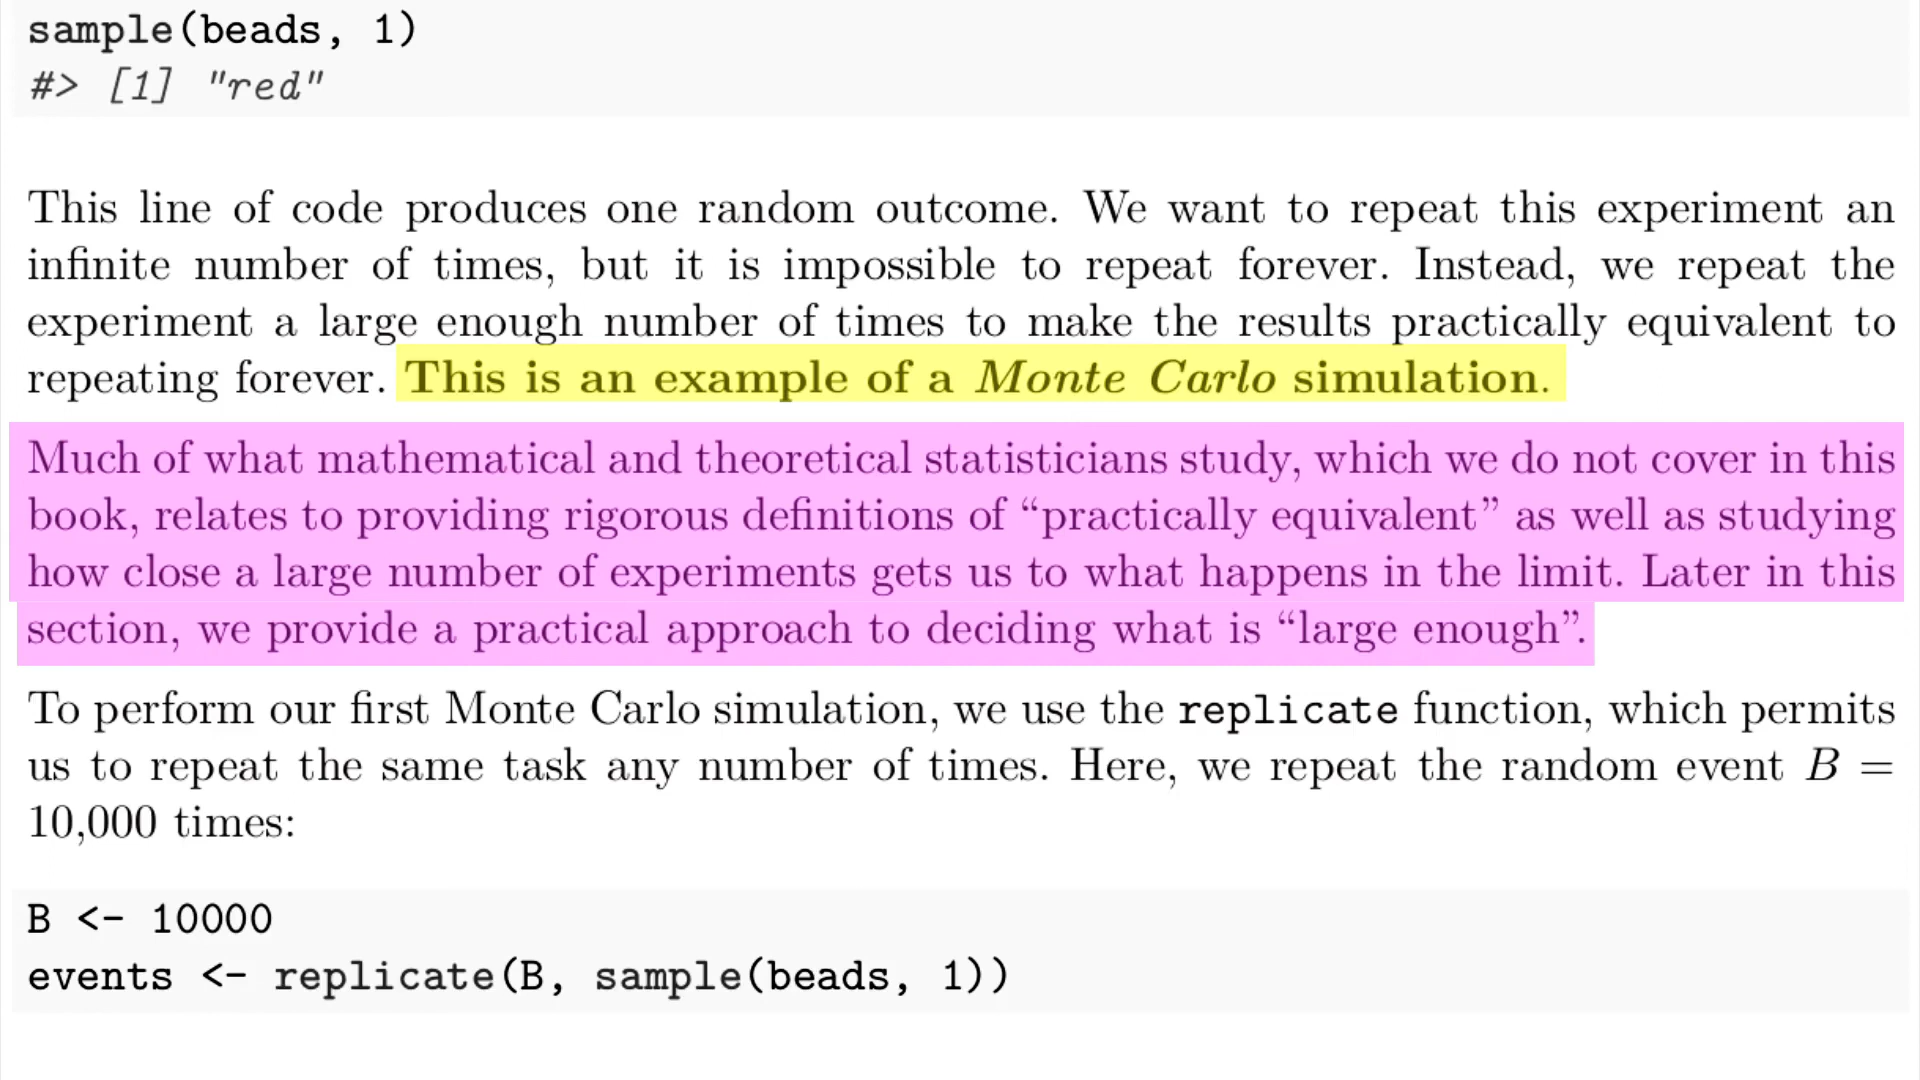 sample(beads, 1)
#> [1] "red"
This line of code produces one random outcome. We want to repeat this experiment an
infinite number of times, but it is impossible to repeat forever. Instead, we repeat the
experiment a large enough number of times to make the results practically equivalent to
repeating forever. This is an example of a Monte Carlo simulation.
Much of what mathematical and theoretical statisticians study, which we do not cover in this
book, relates to providing rigorous definitions of “practically equivalent” as well as studying
how close a large number of experiments gets us to what happens in the limit. Later in this
section, we provide a practical approach to deciding what is “large enough”.
To perform our first Monte Carlo simulation, we use the replicate function, which permits
us to repeat the same task any number of times. Here, we repeat the random event B =
10,000 times:
B <- 10000
events <- replicate(B, sample(beads, 1))